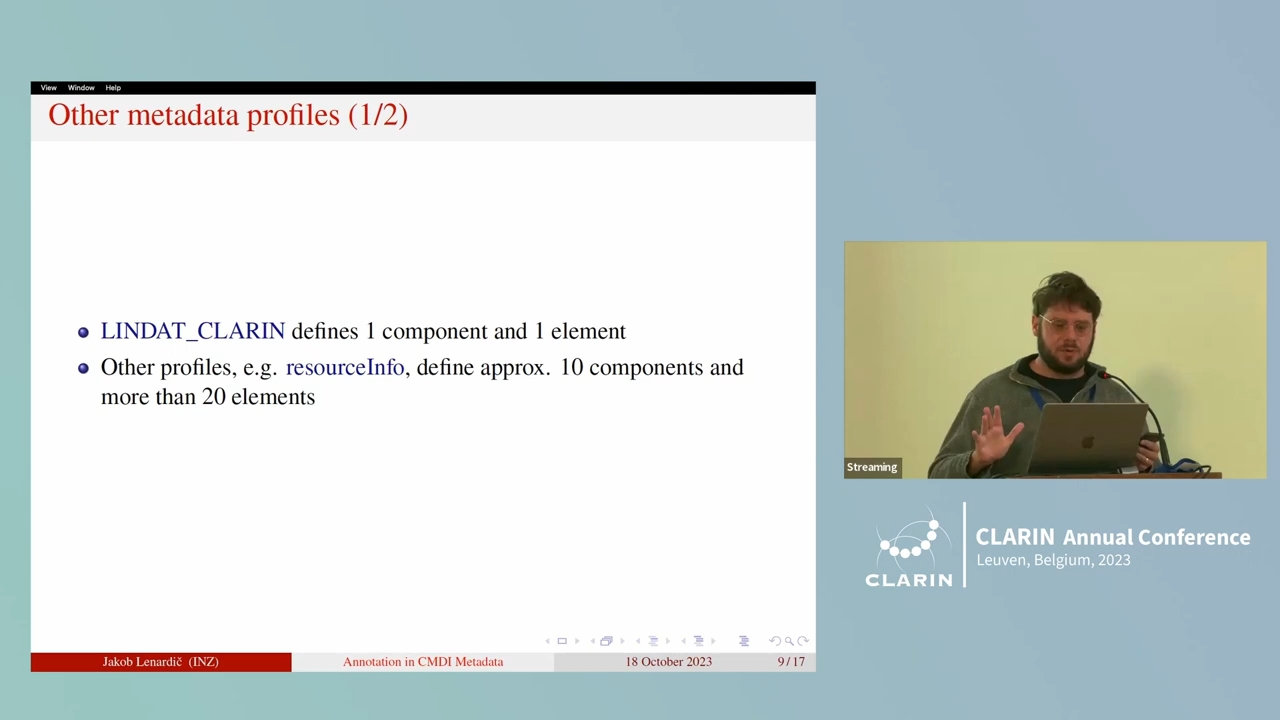 View Window Help
Other metadata profiles (1/2)
LINDAT_CLARIN defines 1 component and 1 element
Other profiles, e.g. resourceInfo, define approx. 10 components and
more than 20 elements
Jakob Lenardič (INZ) Annotation in CMDI Metadata 18 October 2023 9 / 17
Streaming
CLARIN
CLARIN Annual Conference
Leuven, Belgium, 2023